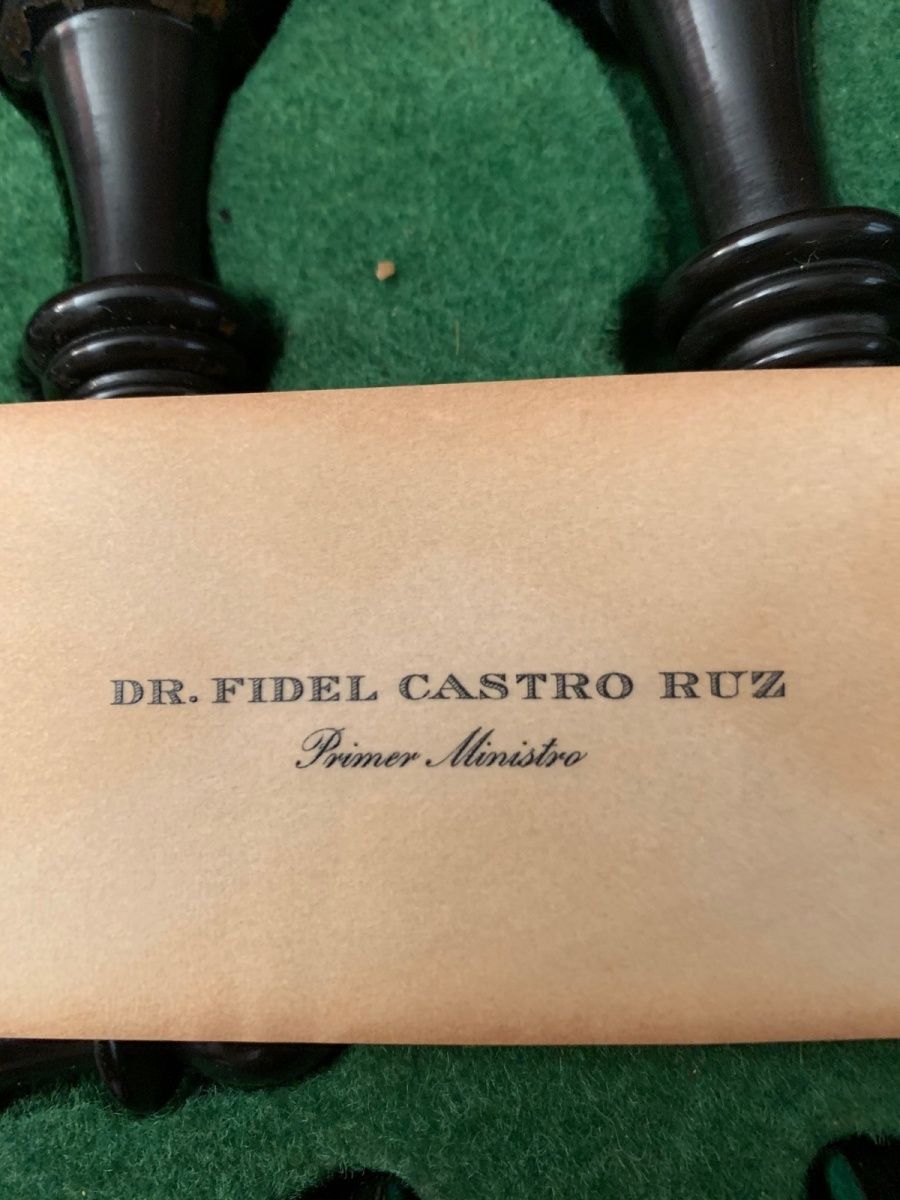 DR. FIDEL CASTRO RUZ
Primer Ministro